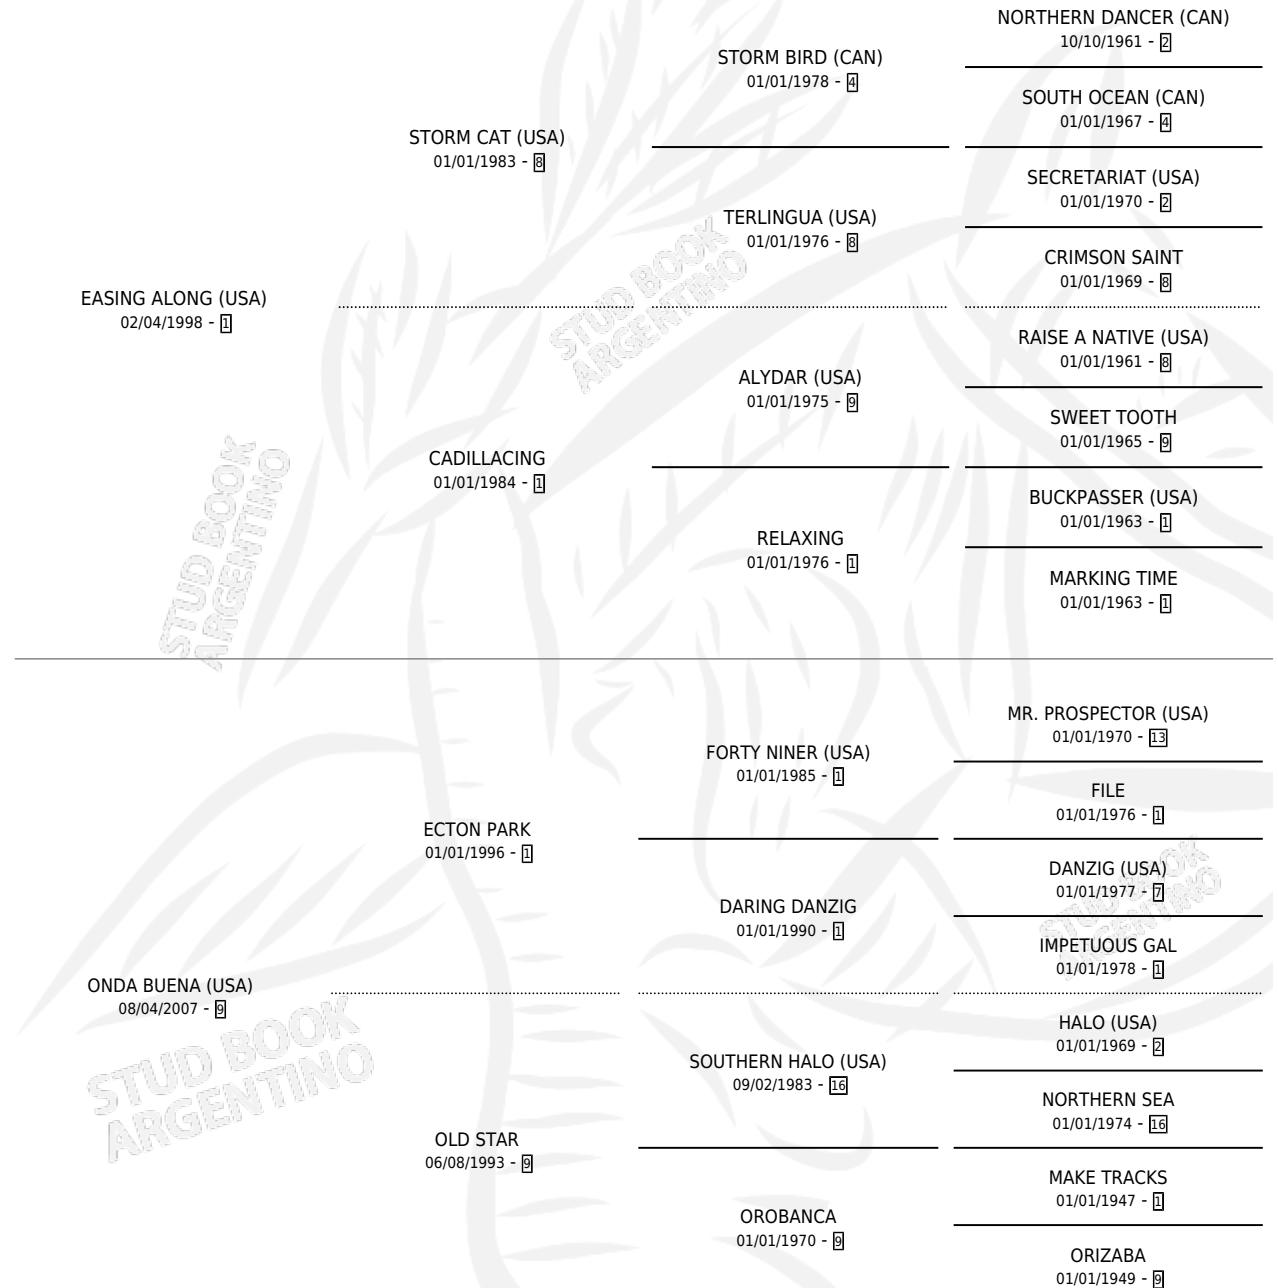 NORTHERN DANCER (CAN)
10/10/1961 - 2
STORM BIRD (CAN)
01/01/1978 - 4
SOUTH OCEAN (CAN)
01/01/1967 - 4
STORM CAT (USA)
01/01/1983 - 8
SECRETARIAT (USA)
01/01/1970 - 2
TERLINGUA (USA)
01/01/1976 - 8
CRIMSON SAINT
01/01/1969 - 8
EASING ALONG (USA)
02/04/1998 - 1
STUD BOOK
ARGENTINO
RAISE A NATIVE (USA)
01/01/1961 - 8
ALYDAR (USA)
01/01/1975 - 9
SWEET TOOTH
01/01/1965 - 9
CADILLACING
01/01/1984 - 1
BUCKPASSER (USA)
01/01/1963 - 1
RELAXING
01/01/1976 - 1
MARKING TIME
01/01/1963 - 1
STUD BOOK
ARGENTINO
MR. PROSPECTOR (USA)
01/01/1970 - 13
FORTY NINER (USA)
01/01/1985 - 1
FILE
01/01/1976 - 1
ECTON PARK
01/01/1996 - 1
DANZIG (USA)
01/01/1977 - 7
DARING DANZIG
01/01/1990 - 1
STUD BOOK
ARGENTINO
IMPETUOUS GAL
01/01/1978 - 1
ONDA BUENA (USA)
08/04/2007 - 9
STUD BOOK
ARGENTINO
HALO (USA)
01/01/1969 - 2
SOUTHERN HALO (USA)
09/02/1983 - 16
NORTHERN SEA
01/01/1974 - 16
OLD STAR
06/08/1993 - 9
MAKE TRACKS
01/01/1947 - 1
OROBANCA
01/01/1970 - 9
ORIZABA
01/01/1949 - 9